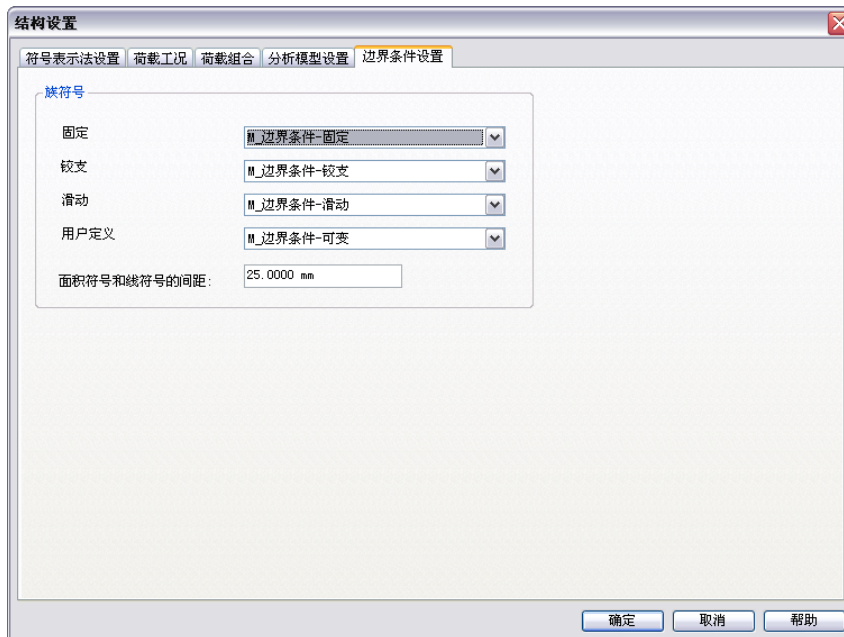 结构设置
符号表示法设置 荷载工况 荷载组合 分析模型设置 边界条件设置
族符号
固定 M_边界条件-固定
铰支 M_边界条件-铰支
滑动 M_边界条件-滑动
用户定义 M_边界条件-可变
面积符号和线符号的间距: 25.0000 mm
确定 取消 帮助